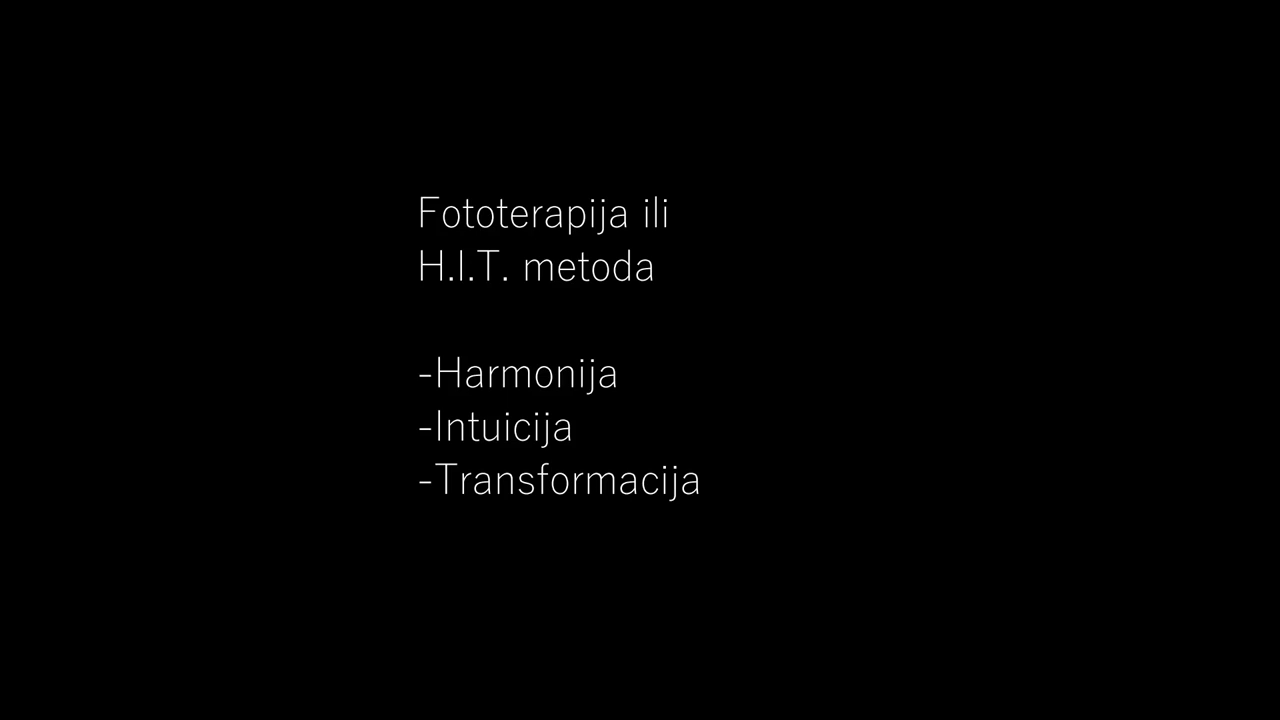 Fototerapija ili
H.I.T. metoda
-Harmonija
-Intuicija
-Transformacija